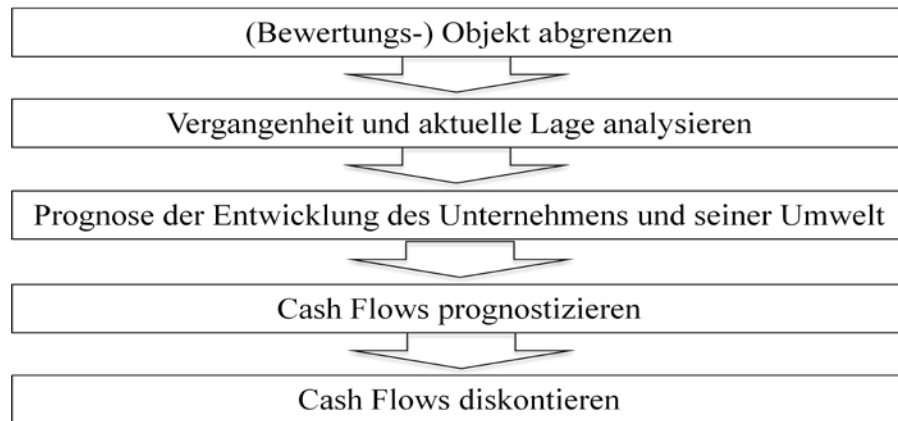 (Bewertungs-) Objekt abgrenzen
Vergangenheit und aktuelle Lage analysieren
Prognose der Entwicklung des Unternehmens und seiner Umwelt
Cash Flows prognostizieren
Cash Flows diskontieren